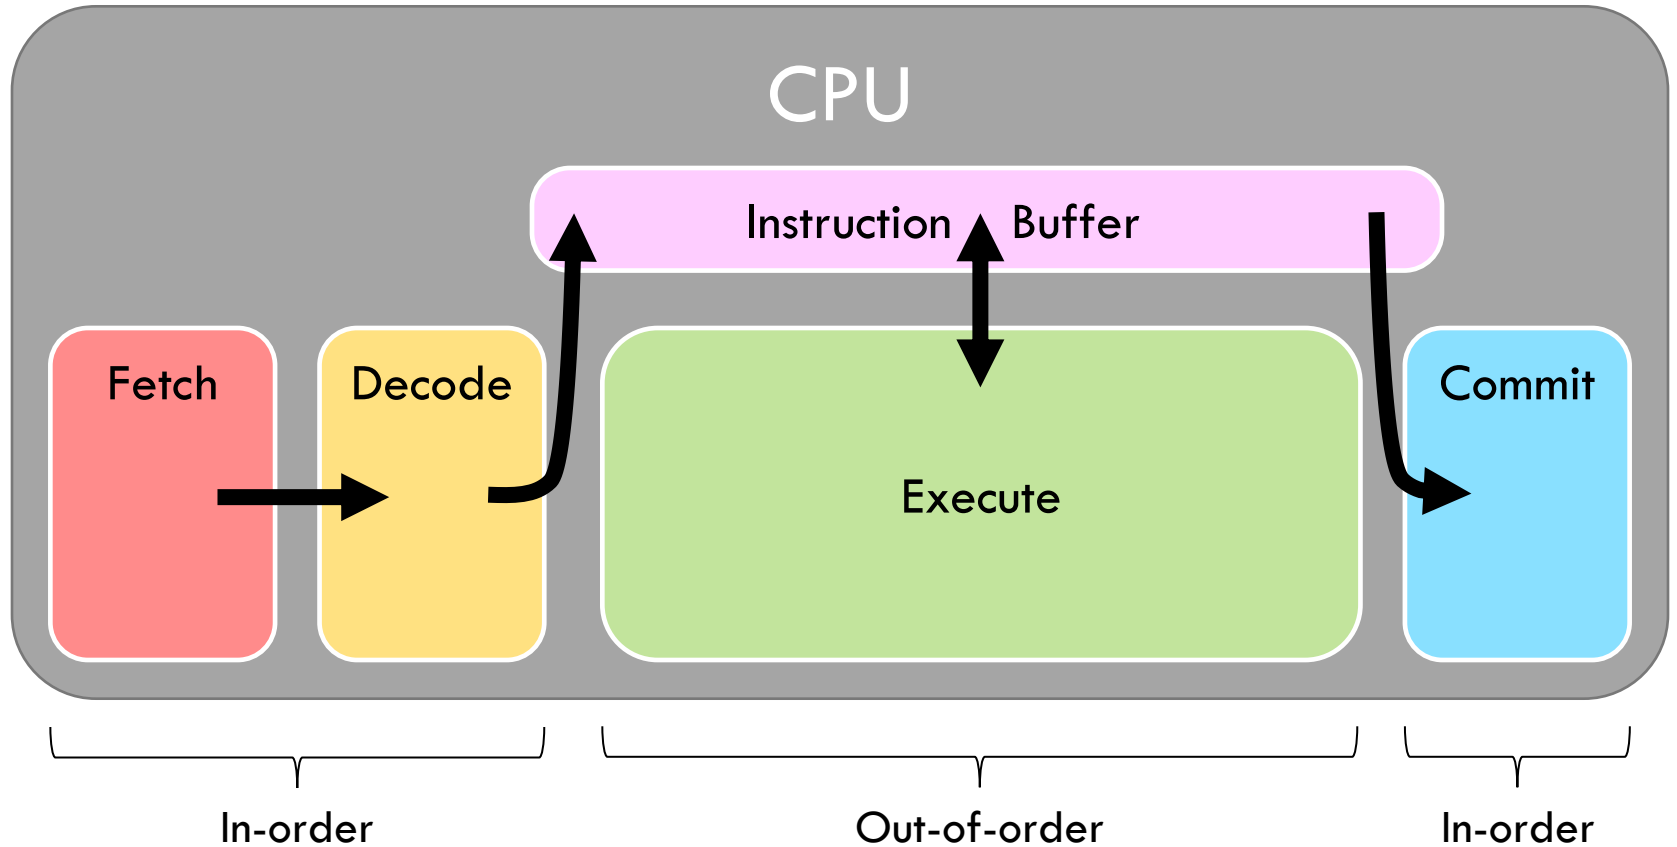 CPU
Instruction Buffer
Fetch
Decode
Execute
Commit
In-order
Out-of-order
In-order